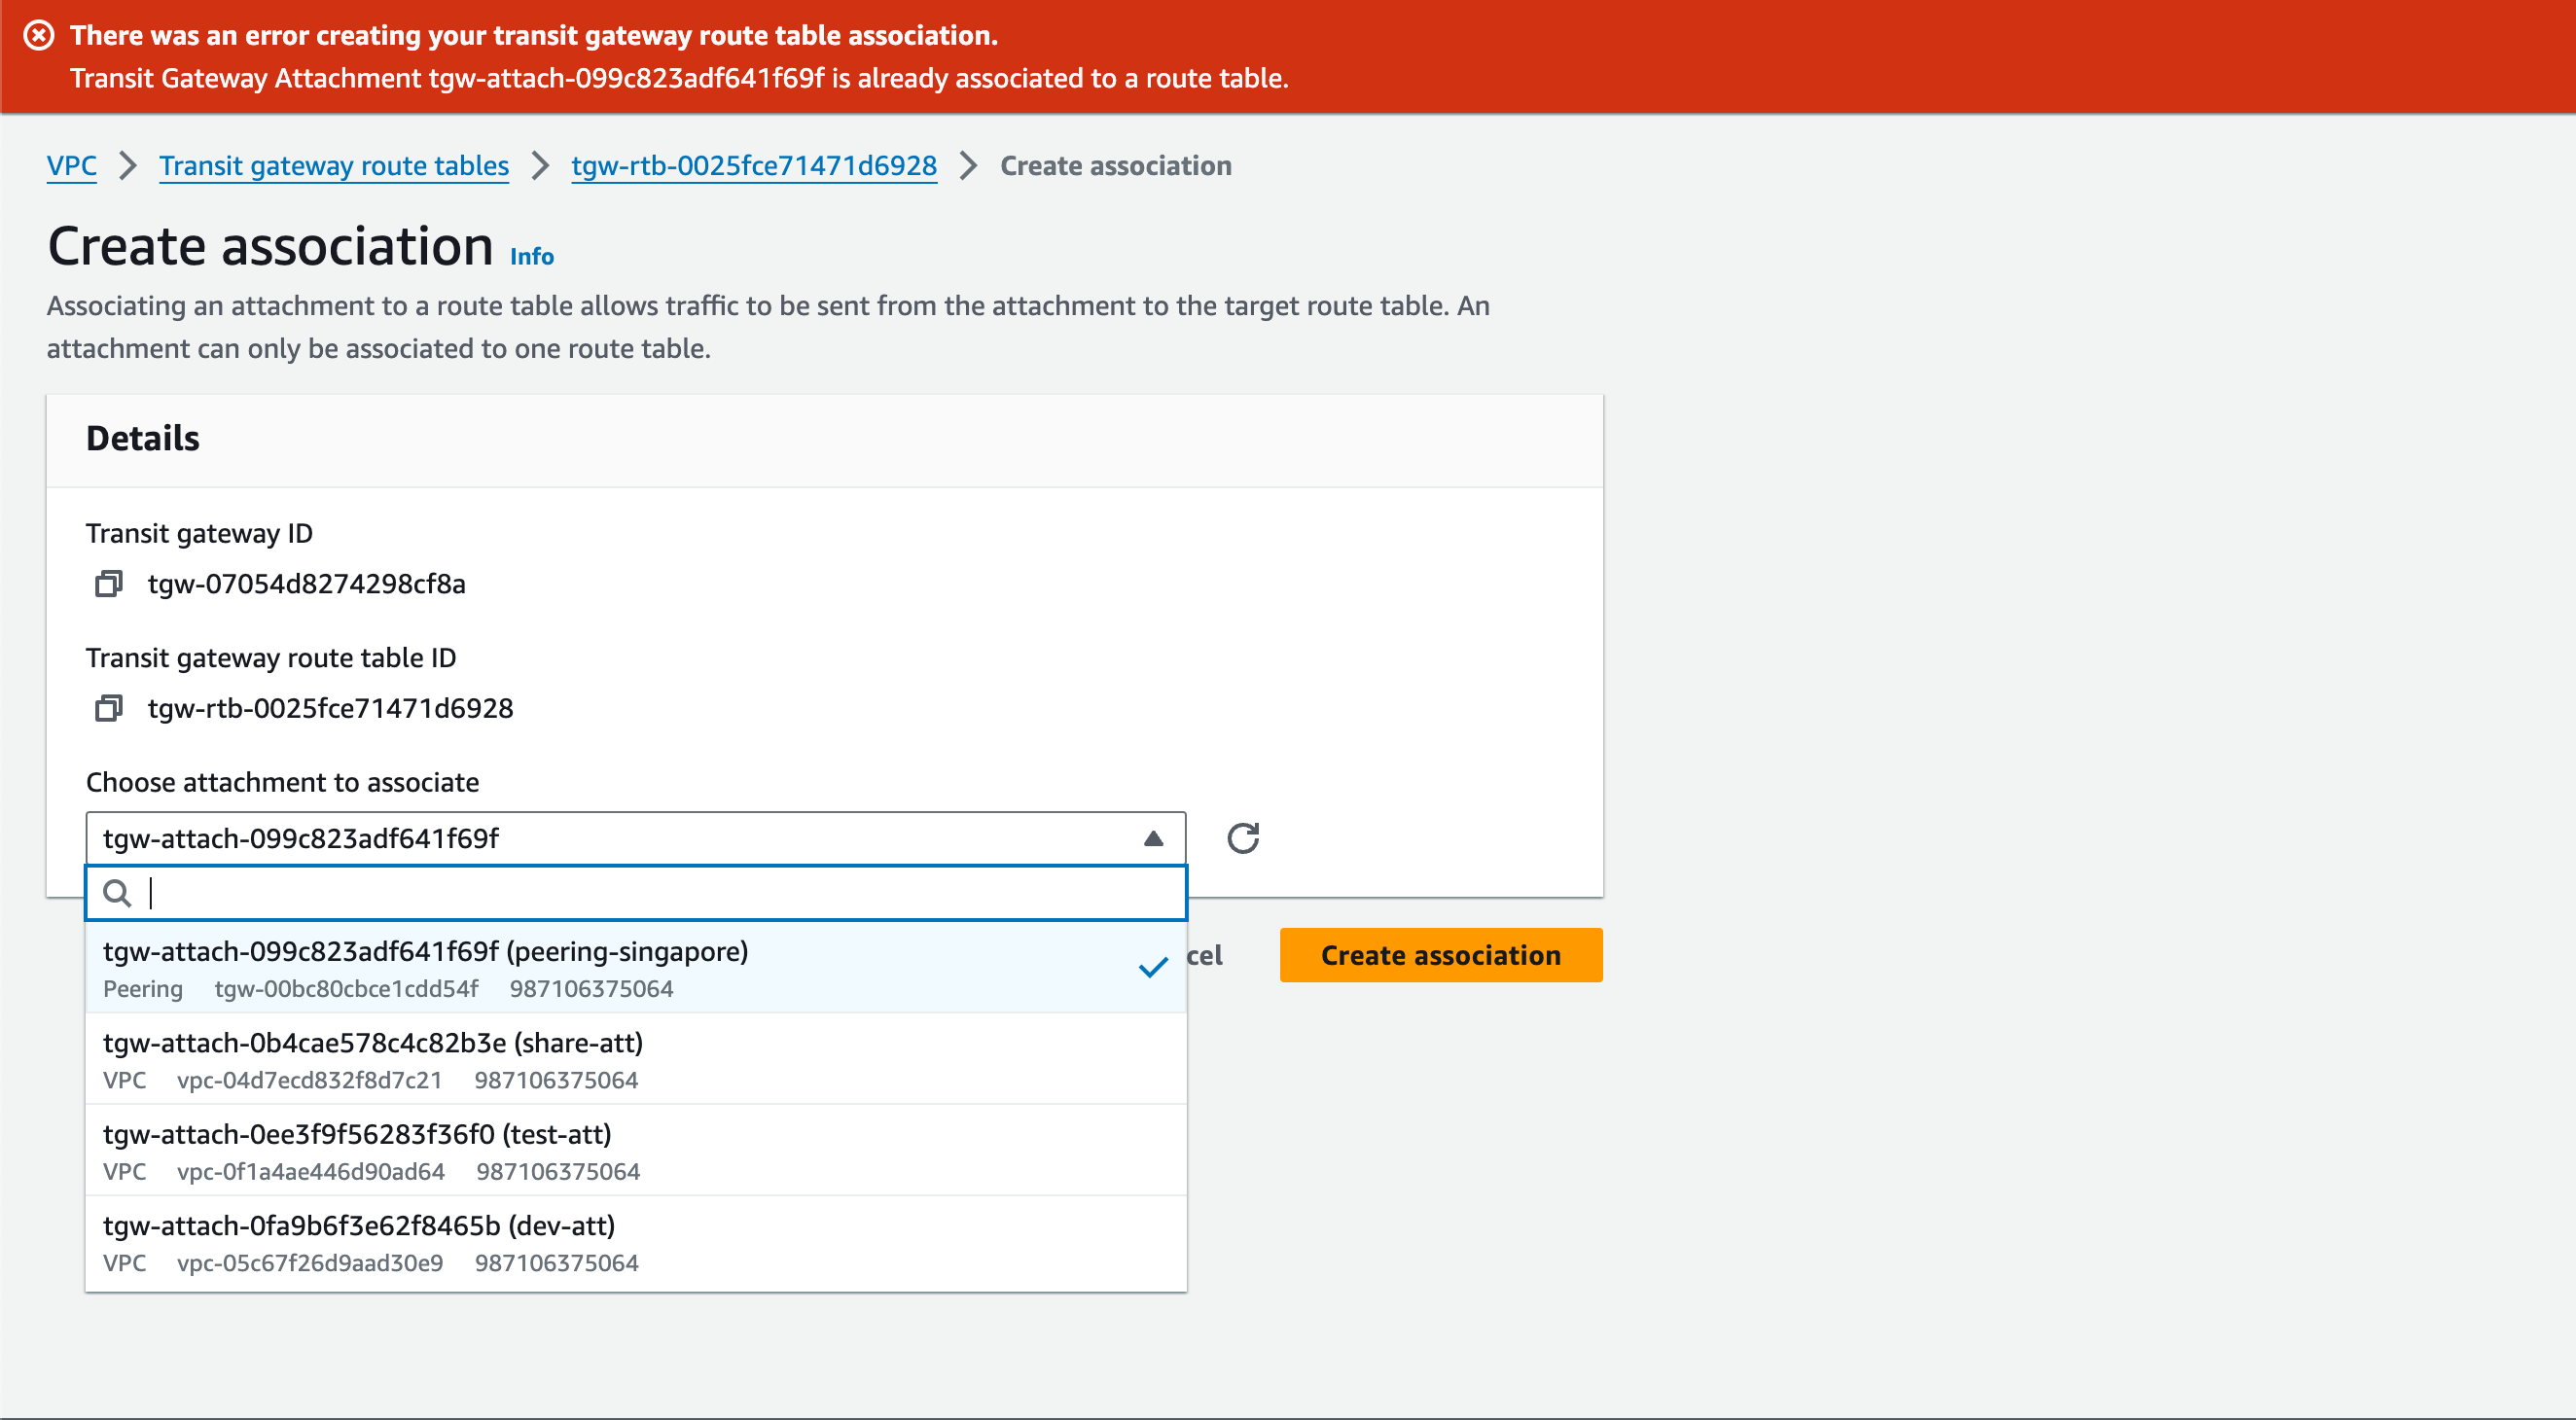 There was an error creating your transit gateway route table association.
Transit Gateway Attachment tgw-attach-099c823adf641f69f is already associated to a route table.
VPC Transit gateway route tables tgw-rtb-0025fce71471d6928 Create association
Create association Info
Associating an attachment to a route table allows traffic to be sent from the attachment to the target route table. An
attachment can only be associated to one route table.
Details
Transit gateway ID
tgw-07054d8274298cf8a
Transit gateway route table ID
tgw-rtb-0025fce71471d6928
Choose attachment to associate
tgw-attach-099c823adf641f69f
tgw-attach-099c823adf641f69f (peering-singapore)
Peering tgw-00bc80cbce1cdd54f 987106375064
cel Create association
tgw-attach-0b4cae578c4c82b3e (share-att)
VPC vpc-04d7ecd832f8d7c21 987106375064
tgw-attach-0ee3f9f56283f36f0 (test-att)
VPC vpc-0f1a4ae446d90ad64 987106375064
tgw-attach-0fa9b6f3e62f8465b (dev-att)
VPC vpc-05c67f26d9aad30e9 987106375064